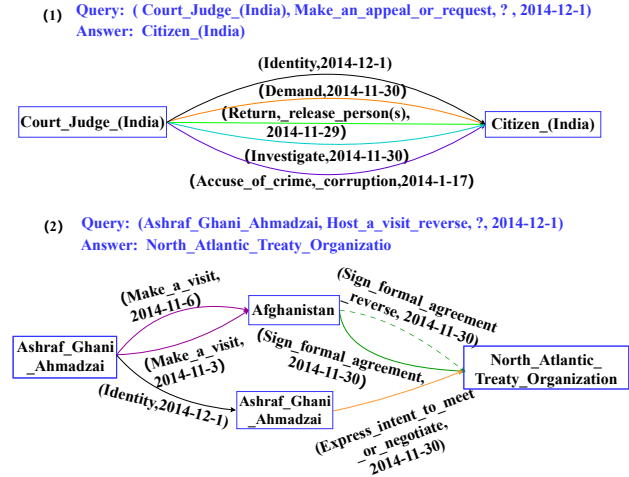 (1) Query: ( Court_Judge_(India), Make_an_appeal_or_request, ? , 2014-12-1)
Answer: Citizen_(India)
(Identity,2014-12-1)
(Demand,2014-11-30)
(Return,_release_person(s),
2014-11-29)
Court_Judge_(India)
Citizen_(India)
(Investigate,2014-11-30)
(Accuse_of_crime,_corruption,2014-1-17)
(2) Query: (Ashraf_Ghani_Ahmadzai, Host_a_visit_reverse, ?, 2014-12-1)
Answer: North_Atlantic_Treaty_Organizatio
(Make_a_visit,
2014-11-6)
Afghanistan
(Sign_formal_agreement
_reverse, 2014-11-30)
Ashraf_Ghani
_Ahmadzai
(Make_a_visit,
2014-11-3)
(Sign_formal_agreement,
2014-11-30)
North_Atlantic_
Treaty_Organization
(Identity,2014-12-1)
Ashraf_Ghani
_Ahmadzai
(Express_intent_to_meet
_or_negotiate,
2014-11-30)